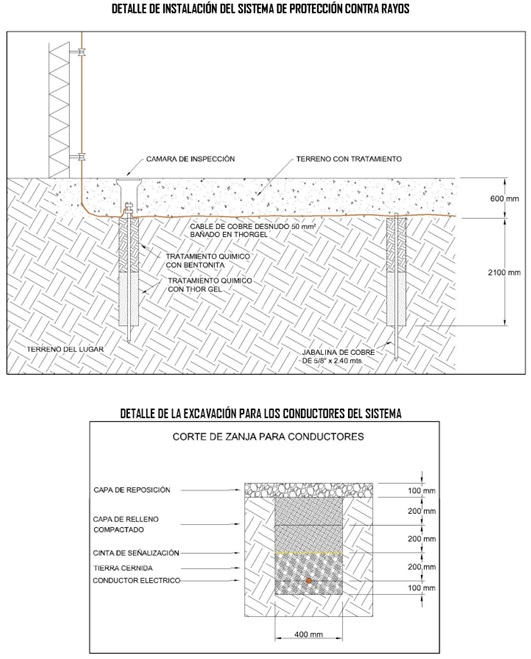 DETALLE DE INSTALACIÓN DEL SISTEMA DE PROTECCIÓN CONTRA RAYOS
CAMARA DE INSPECCIÓN
TERRENO CON TRATAMIENTO
600 mm
CABLE DE COBRE DESNUDO 50 mm²
BAÑADO EN THORGEL
TRATAMIENTO QUIMICO
CON BENTONITA
2100 mm
TRATAMIENTO QUIMICO
CON THOR GEL
TERRENO DEL LUGAR
JABALINA DE COBRE
DE 5/8" x 2.40 mts.
DETALLE DE LA EXCAVACIÓN PARA LOS CONDUCTORES DEL SISTEMA
CORTE DE ZANJA PARA CONDUCTORES
CAPA DE REPOSICIÓN
100 mm
200 mm
CAPA DE RELLENO
COMPACTADO
200 mm
CINTA DE SEÑALIZACIÓN
TIERRA CERNIDA
200 mm
CONDUCTOR ELECTRICO
100 mm
400 mm